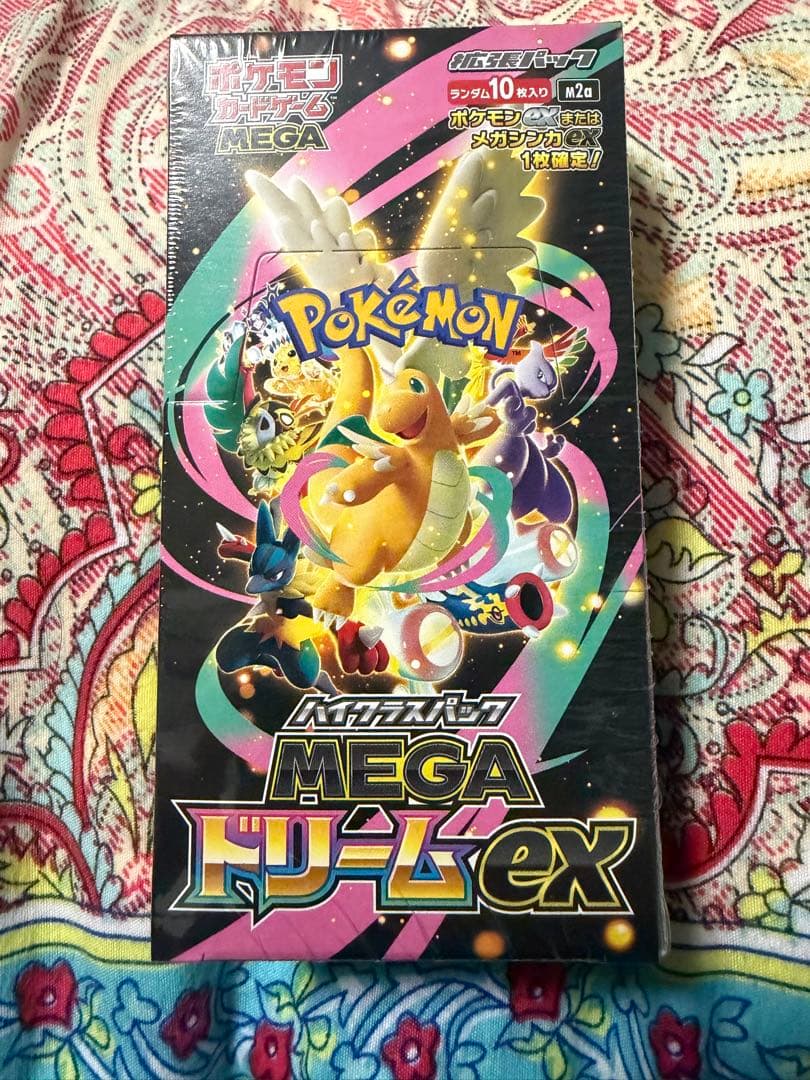 ポケモン
カードゲーム
MEGA
拡張パック
ランダム10枚入り M2a
ポケモンexまたは
メガシンカex
1枚確定!
POKéMON
TM
ハイクラスパック
MEGA
ドリームex